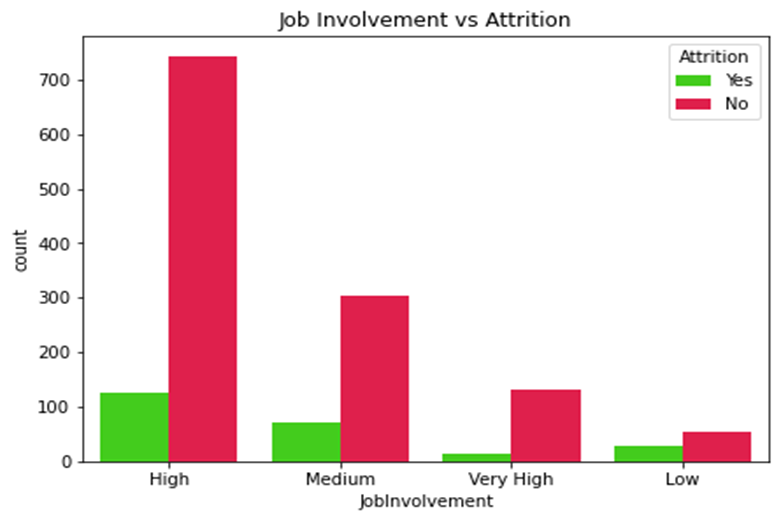 Job Involvement vs Attrition
Attrition
Yes
No
700
600
500
400
300
200
100
0
count
High Medium Very High Low
JobInvolvement